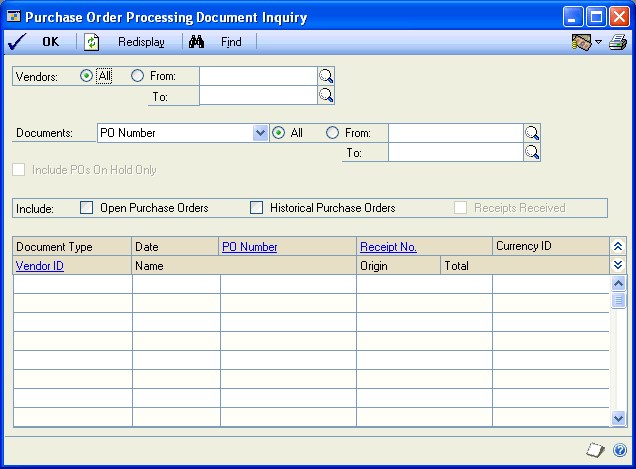 Purchase Order Processing Document Inquiry
OK Redisplay Find
Vendors: All From:
To:
Documents: PO Number All From:
To:
Include POs On Hold Only
Include: Open Purchase Orders Historical Purchase Orders Receipts Received
Document Type Date PO Number Receipt No. Currency ID
Vendor ID Name Origin Total